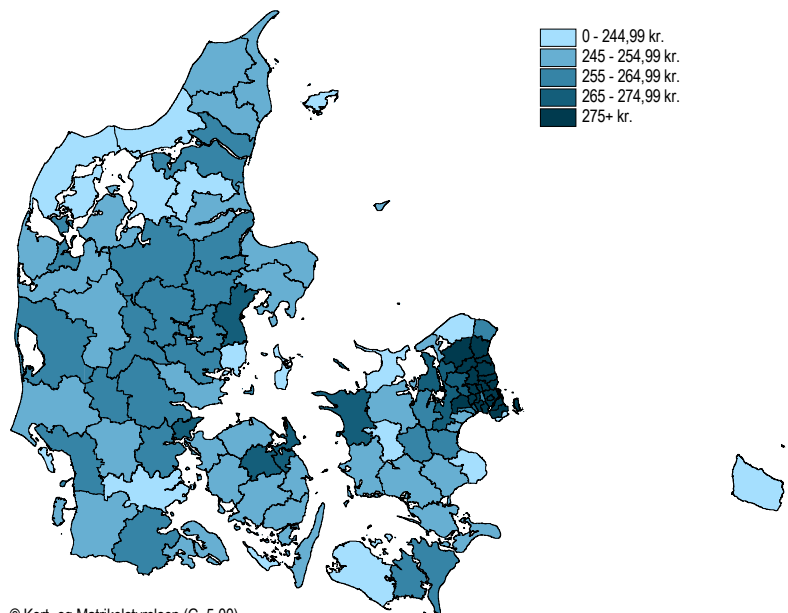 0 - 244,99 kr.
245 - 254,99 kr.
255 - 264,99 kr.
265 - 274,99 kr.
275+ kr.